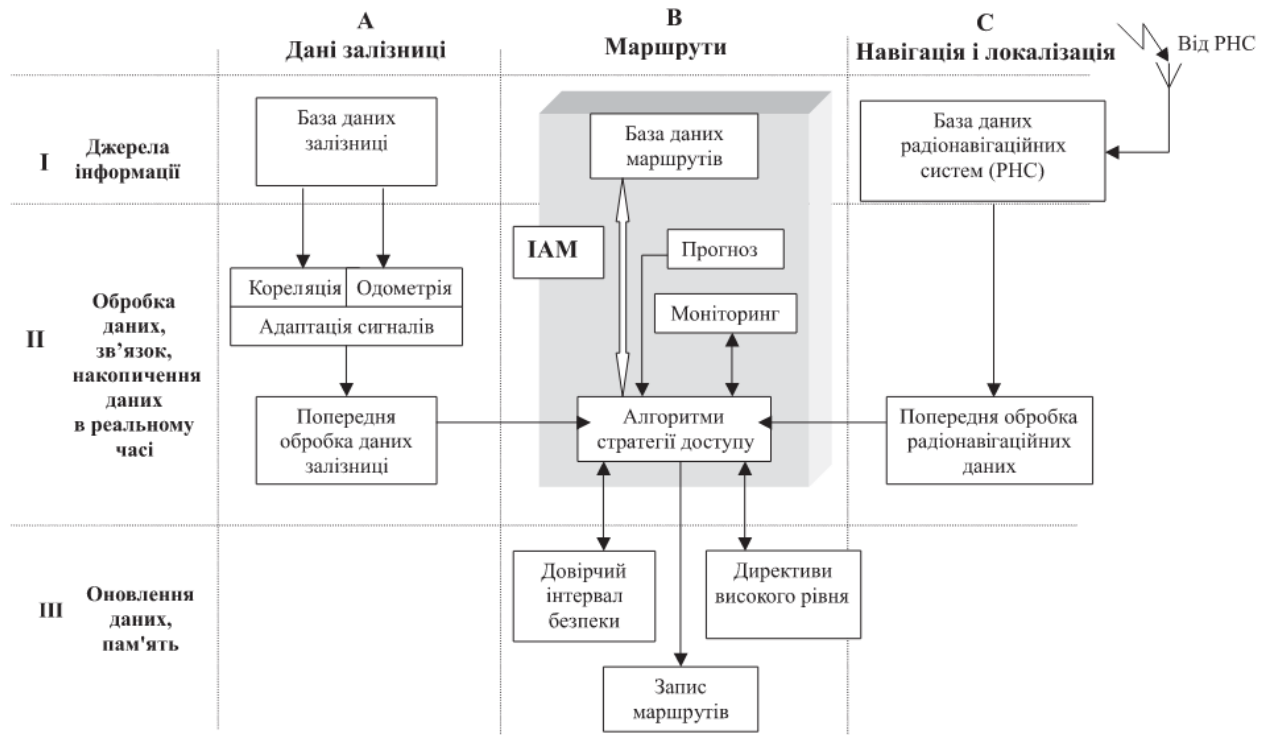 A
Дані залізниці
B
Маршрути
C
Навігація і локалізація
Від РНС
I
Джерела
інформації
База даних
залізниці
База даних
маршрутів
База даних
радіонавігаційних
систем (РНС)
II
Обробка
даних,
зв’язок,
накопичення
даних
в реальному
часі
Кореляція
Одометрія
Адаптація сигналів
Попередня
обробка даних
залізниці
ІАМ
Прогноз
Моніторинг
Алгоритми
стратегії доступу
Попередня обробка
радіонавігаційних
даних
III
Оновлення
даних,
пам'ять
Довірчий
інтервал
безпеки
Директиви
високого рівня
Запис
маршрутів